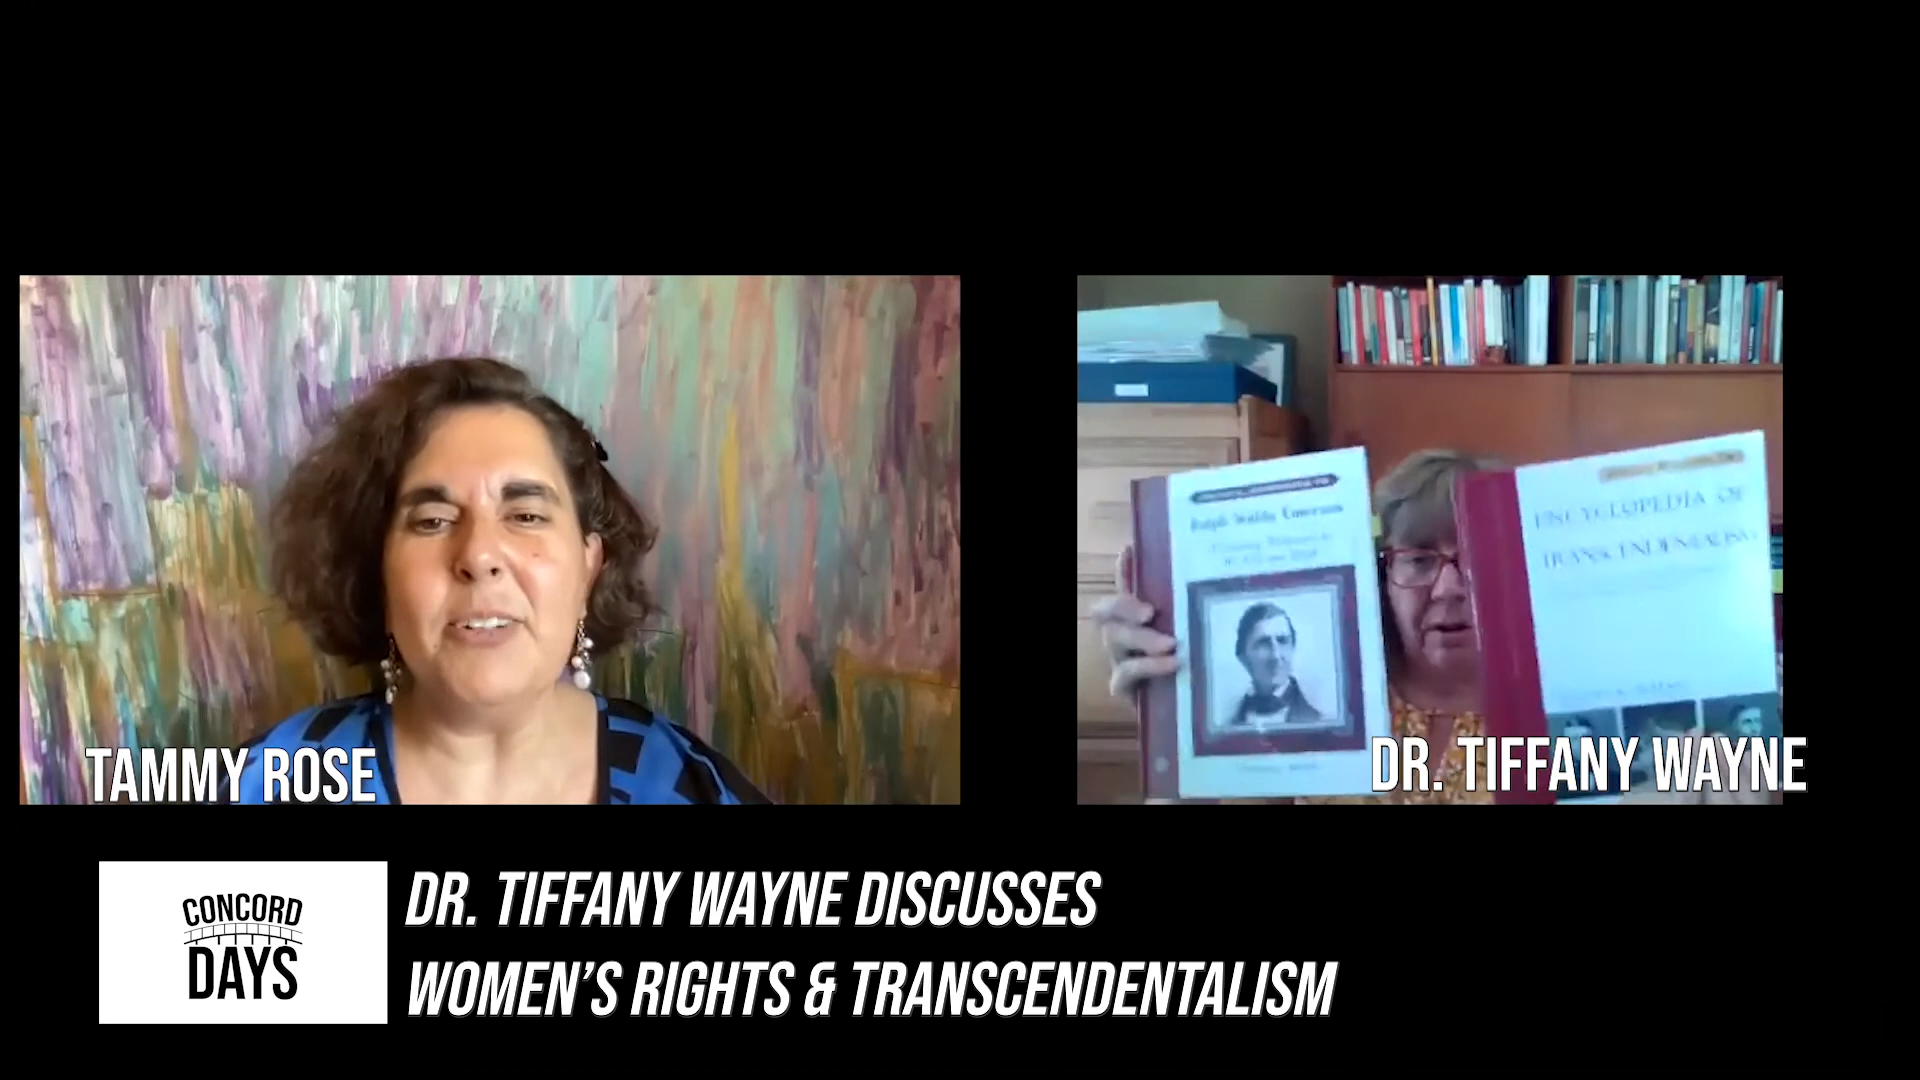 Ralph Waldo Emerson
ENCYCLOPEDIA OF
TRANSCENDENTALISM
TAMMY ROSE
DR. TIFFANY WAYNE
CONCORD
DAYS
DR. TIFFANY WAYNE DISCUSSES
WOMEN'S RIGHTS & TRANSCENDENTALISM